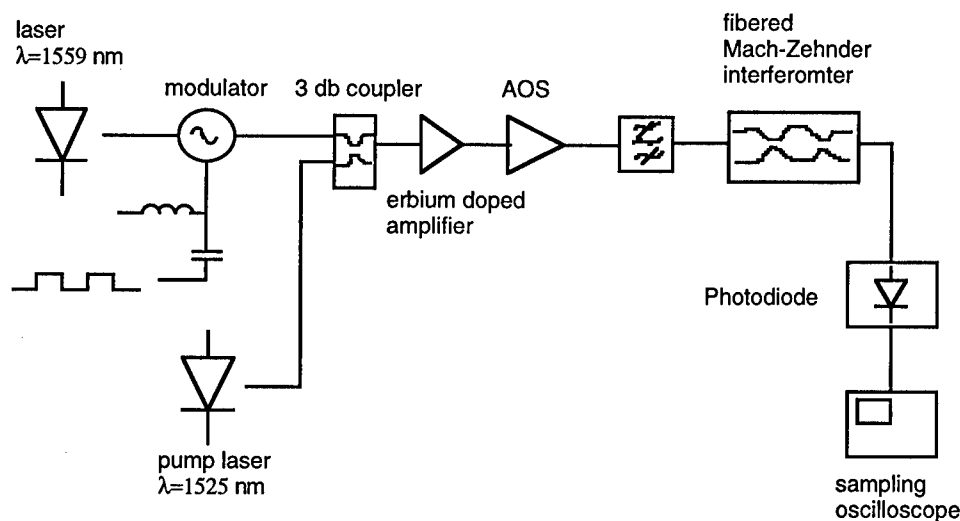 laser
λ=1559 nm
modulator
3 db coupler
AOS
fibered
Mach-Zehnder
interferomter
erbium doped
amplifier
Photodiode
pump laser
λ=1525 nm
sampling
oscilloscope